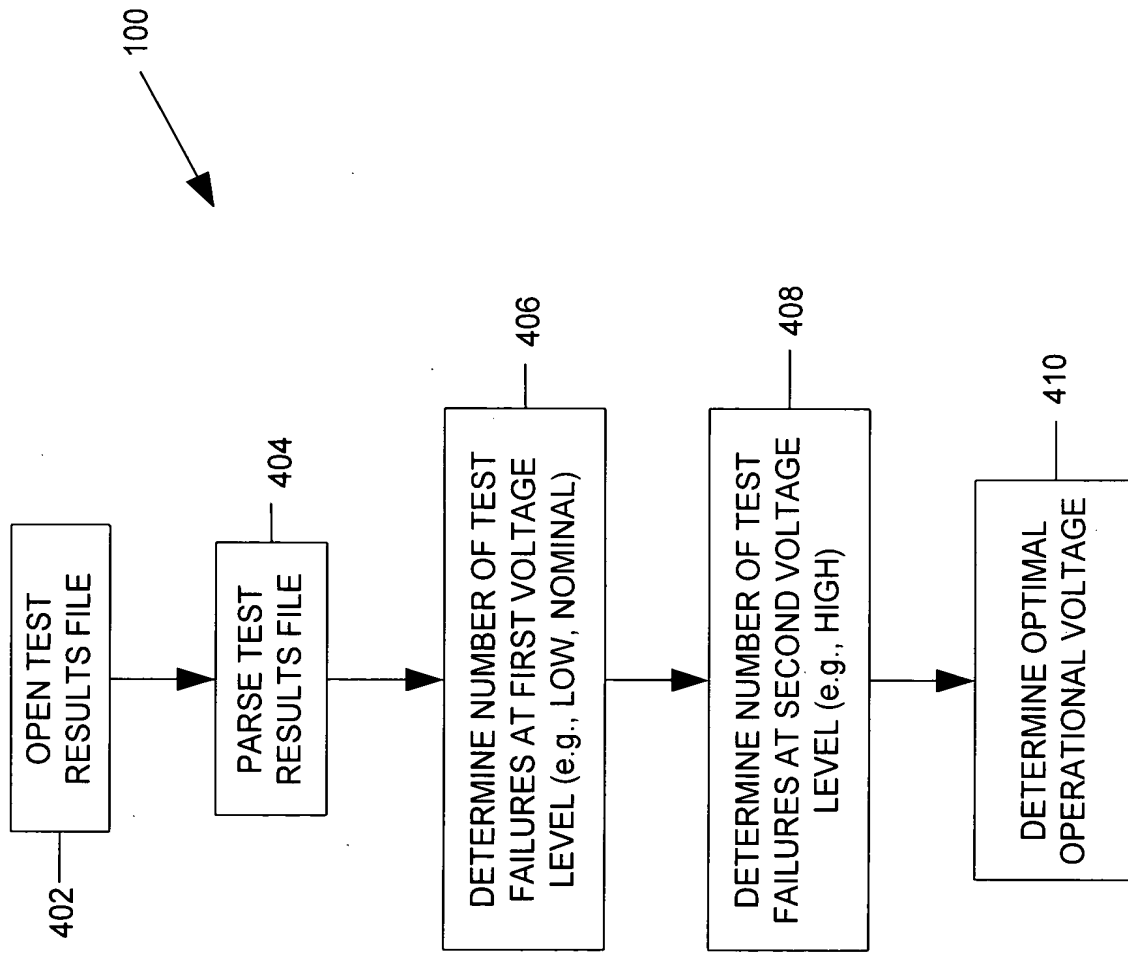 100
402
OPEN TEST
RESULTS FILE
404
PARSE TEST
RESULTS FILE
406
DETERMINE NUMBER OF TEST
FAILURES AT FIRST VOLTAGE
LEVEL (e.g., LOW, NOMINAL)
408
DETERMINE NUMBER OF TEST
FAILURES AT SECOND VOLTAGE
LEVEL (e.g., HIGH)
410
DETERMINE OPTIMAL
OPERATIONAL VOLTAGE